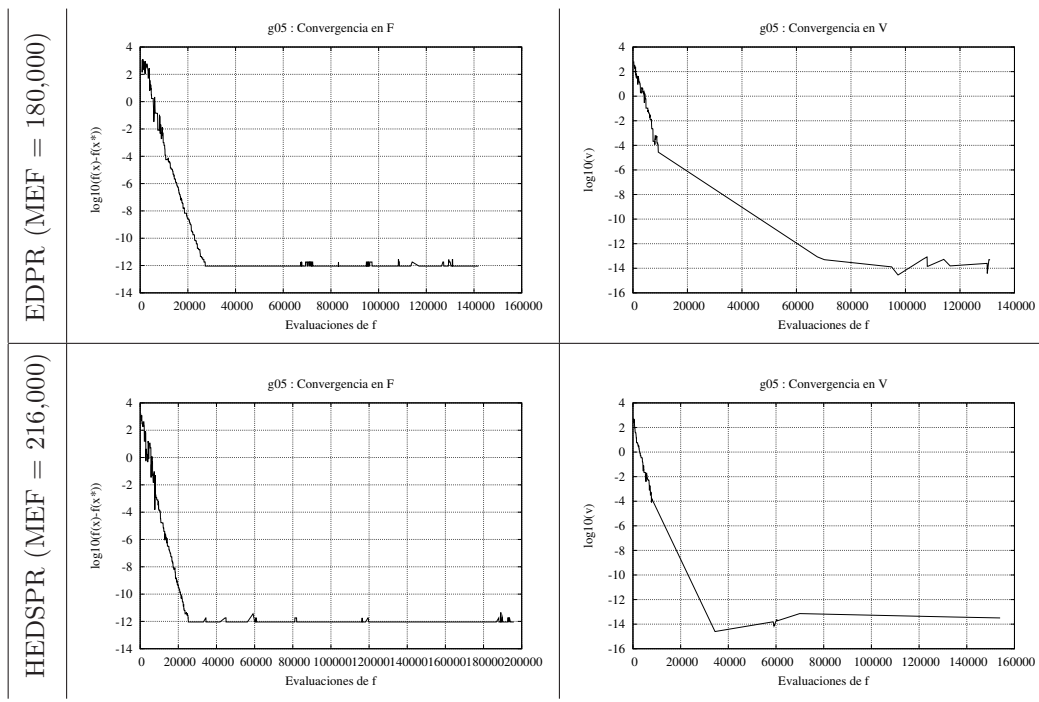 EDPR (MEF = 180,000)
g05 : Convergencia en F
log10(f(x)-f(x*))
4
2
0
-2
-4
-6
-8
-10
-12
-14
0 20000 40000 60000 80000 100000 120000 140000 160000
Evaluaciones de f
g05 : Convergencia en V
log10(v)
4
2
0
-2
-4
-6
-8
-10
-12
-14
-16
0 20000 40000 60000 80000 100000 120000 140000
Evaluaciones de f
HEDSPR (MEF = 216,000)
g05 : Convergencia en F
log10(f(x)-f(x*))
4
2
0
-2
-4
-6
-8
-10
-12
-14
0 20000 40000 60000 80000 100000120000140000160000180000200000
Evaluaciones de f
g05 : Convergencia en V
log10(v)
4
2
0
-2
-4
-6
-8
-10
-12
-14
-16
0 20000 40000 60000 80000 100000 120000 140000 160000
Evaluaciones de f